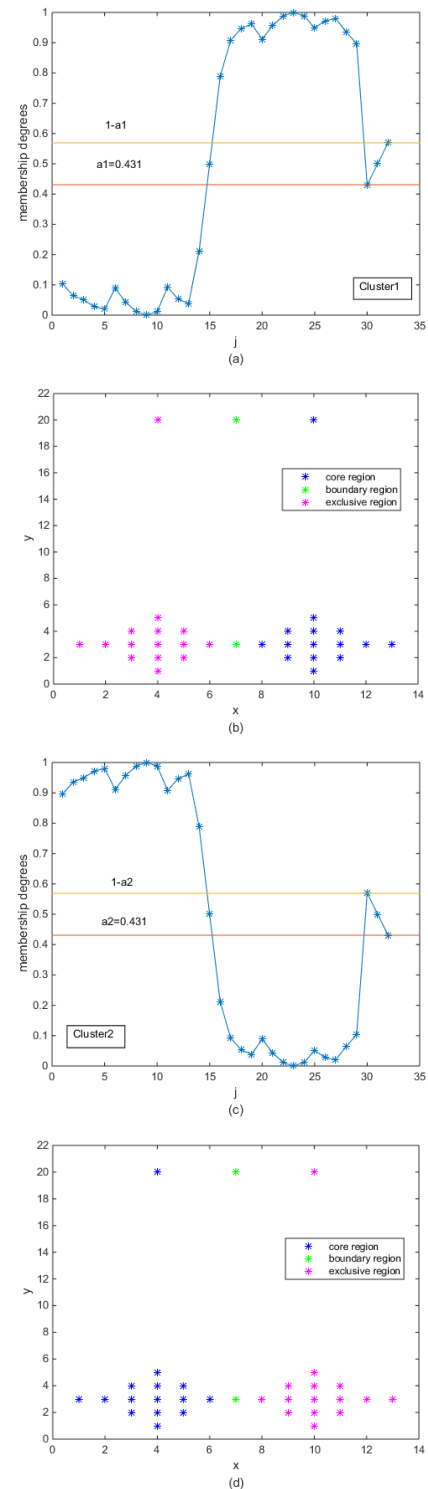 1
0.9
0.8
0.7
0.6
0.5
0.4
0.3
0.2
0.1
0
membership degrees
1-a1
a1=0.431
Cluster1
0 5 10 15 20 25 30 35
j
(a)
22
20
18
16
14
12
10
8
6
4
2
0
y
core region
boundary region
exclusive region
0 2 4 6 8 10 12 14
x
(b)
1
0.9
0.8
0.7
0.6
0.5
0.4
0.3
0.2
0.1
0
membership degrees
1-a2
a2=0.431
Cluster2
0 5 10 15 20 25 30 35
j
(c)
22
20
18
16
14
12
10
8
6
4
2
0
y
core region
boundary region
exclusive region
0 2 4 6 8 10 12 14
x
(d)